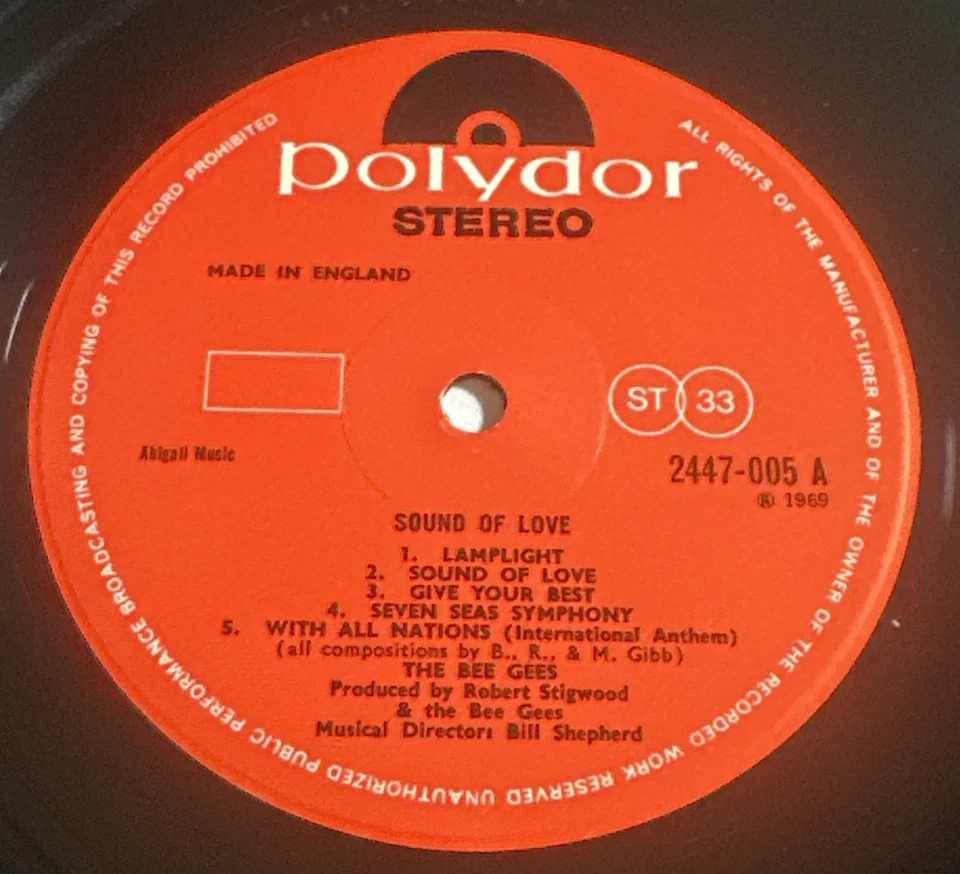 polydor
STEREO
MADE IN ENGLAND
ST 33
Abigail Music
2447-005 A
℗ 1969
SOUND OF LOVE
1. LAMPLIGHT
2. SOUND OF LOVE
3. GIVE YOUR BEST
4. SEVEN SEAS SYMPHONY
5. WITH ALL NATIONS (International Anthem)
(all compositions by B., R., & M. Gibb)
THE BEE GEES
Produced by Robert Stigwood
& the Bee Gees
Musical Director: Bill Shepherd
ALL RIGHTS OF THE MANUFACTURER AND OF THE OWNER OF THE RECORDED WORK RESERVED UNAUTHORIZED PUBLIC PERFORMANCE BROADCASTING AND COPYING OF THIS RECORD PROHIBITED